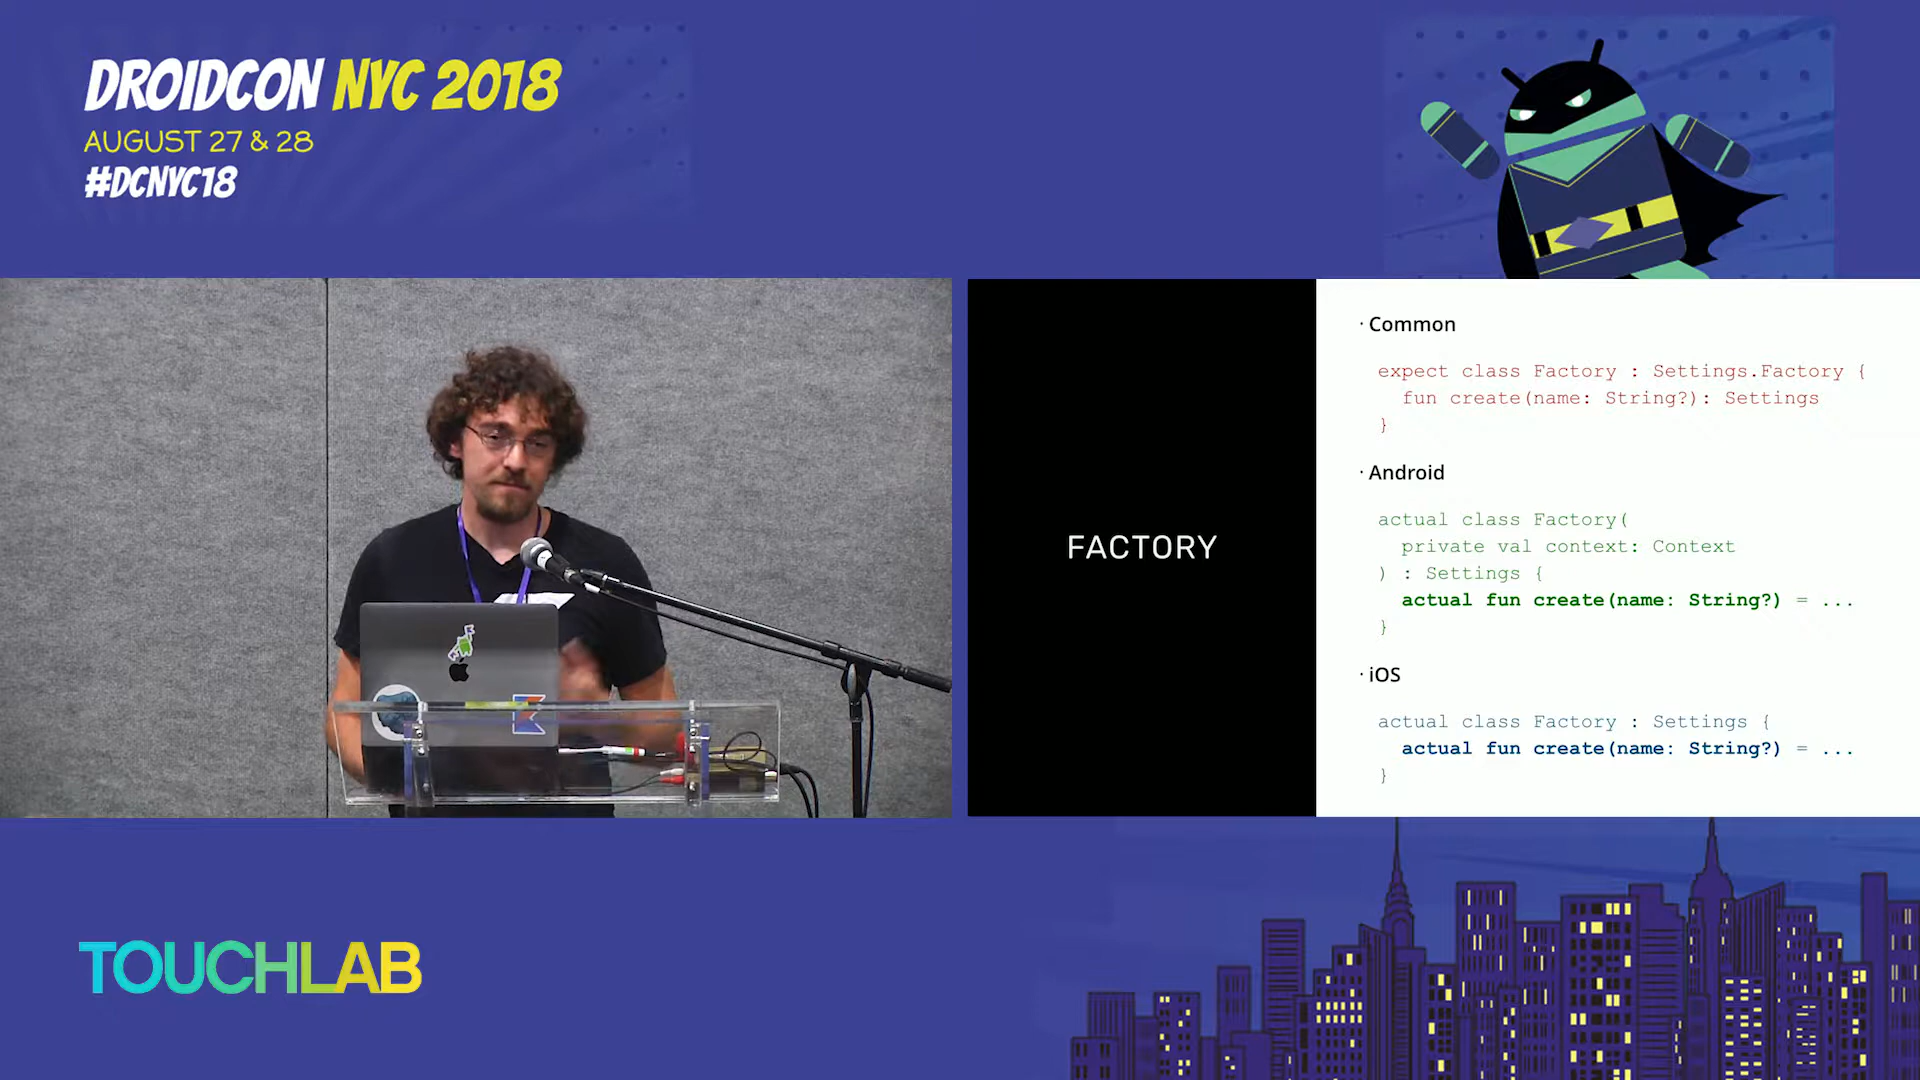 DROIDCON NYC 2018
AUGUST 27 & 28
#DCNYC18
FACTORY
· Common
expect class Factory : Settings.Factory {
fun create(name: String?): Settings
}
· Android
actual class Factory(
private val context: Context
) : Settings {
actual fun create(name: String?) = ...
}
· iOS
actual class Factory : Settings {
actual fun create(name: String?) = ...
}
TOUCHLAB